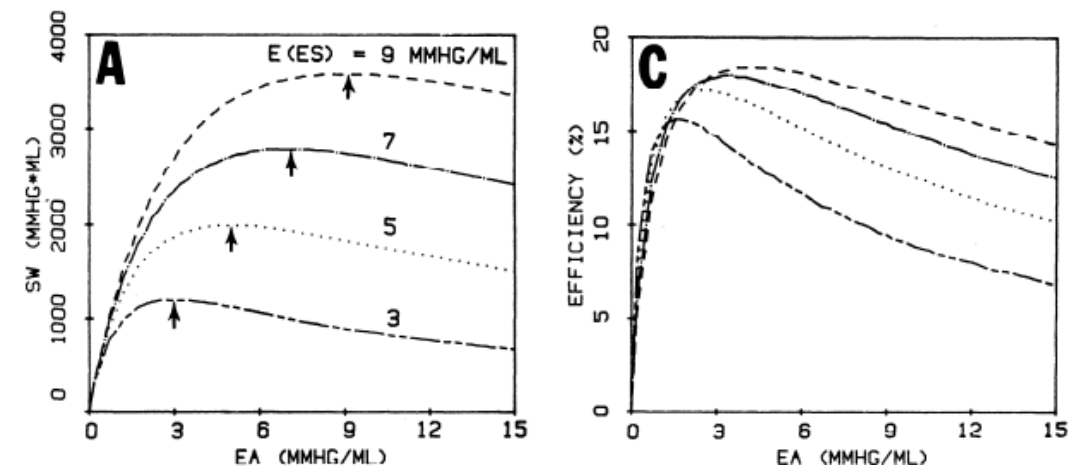 A
E(ES) = 9 MMHG/ML
7
5
3
4000
3000
2000
1000
0
SW (MMHG*ML)
0 3 6 9 12 15
EA (MMHG/ML)
C
20
15
10
5
0
EFFICIENCY (%)
0 3 6 9 12 15
EA (MMHG/ML)